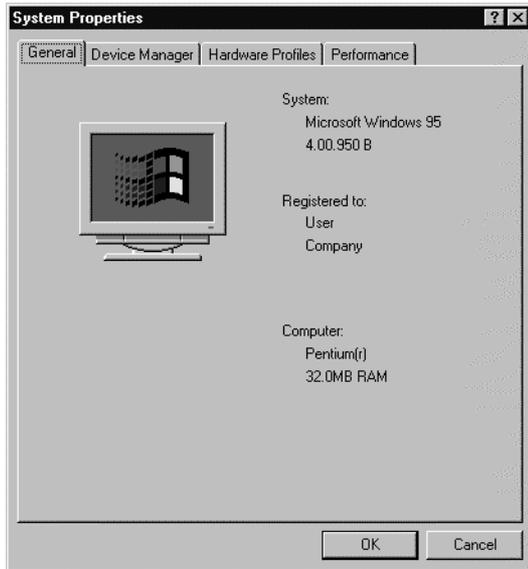 System Properties
? X
General Device Manager Hardware Profiles Performance
System:
Microsoft Windows 95
4.00.950 B
Registered to:
User
Company
Computer:
Pentium(r)
32.0MB RAM
OK Cancel